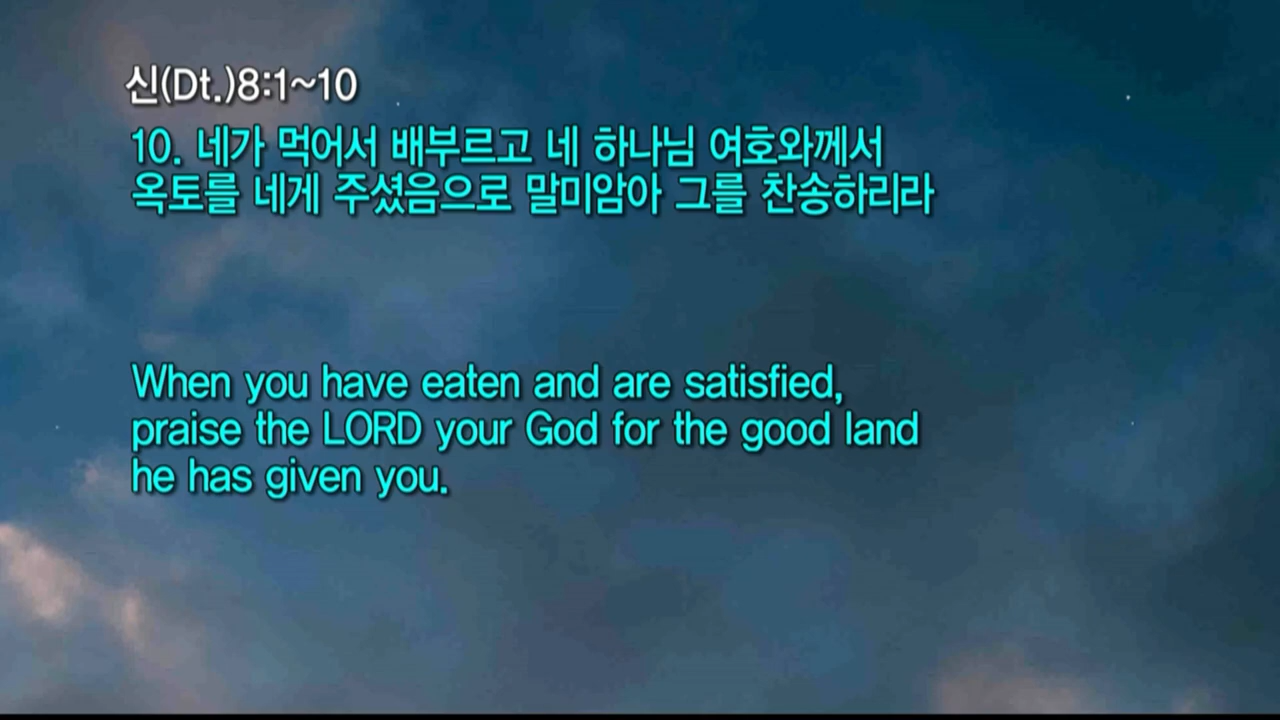 신(Dt.)8:1~10
10. 네가 먹어서 배부르고 네 하나님 여호와께서
옥토를 네게 주셨음으로 말미암아 그를 찬송하리라
When you have eaten and are satisfied,
praise the LORD your God for the good land
he has given you.